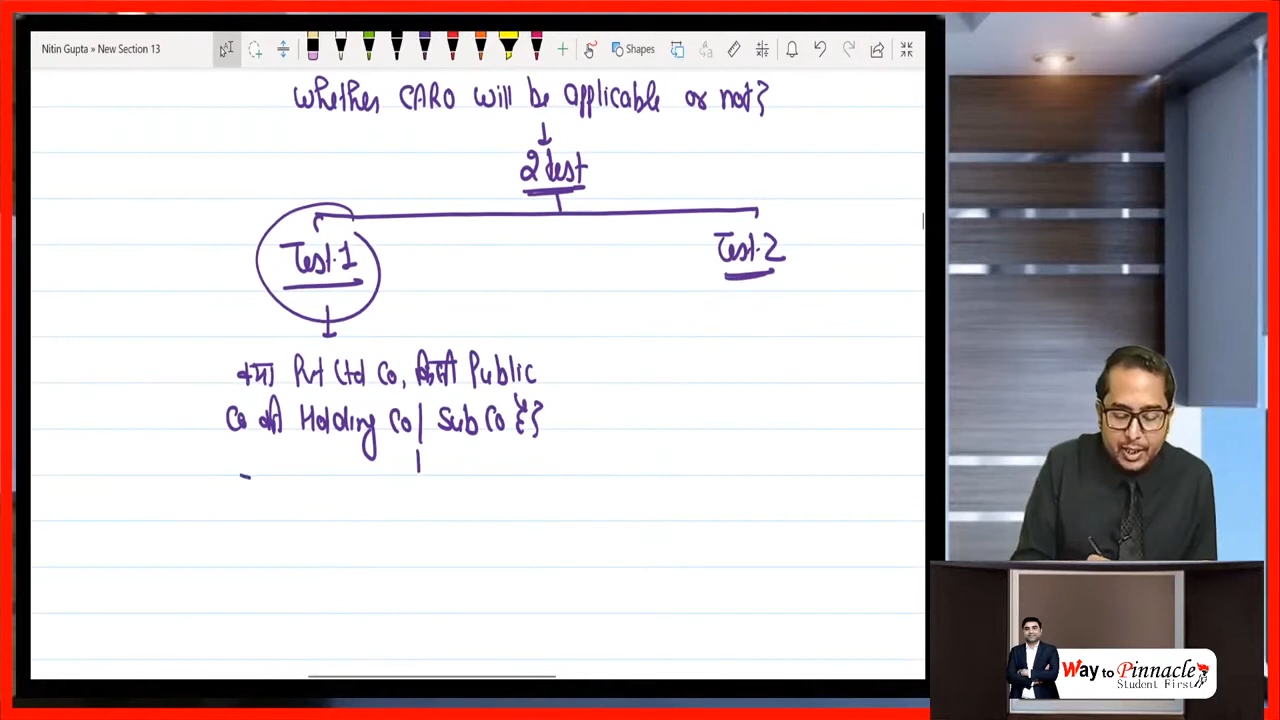 Nitin Gupta » New Section 13
Shapes
Whether CARO will be applicable or not?
2 test
Test.1
Test.2
क्या Pvt Ltd Co, किसी Public
Co की Holding Co / Sub Co है?
Way to Pinnacle
Student First